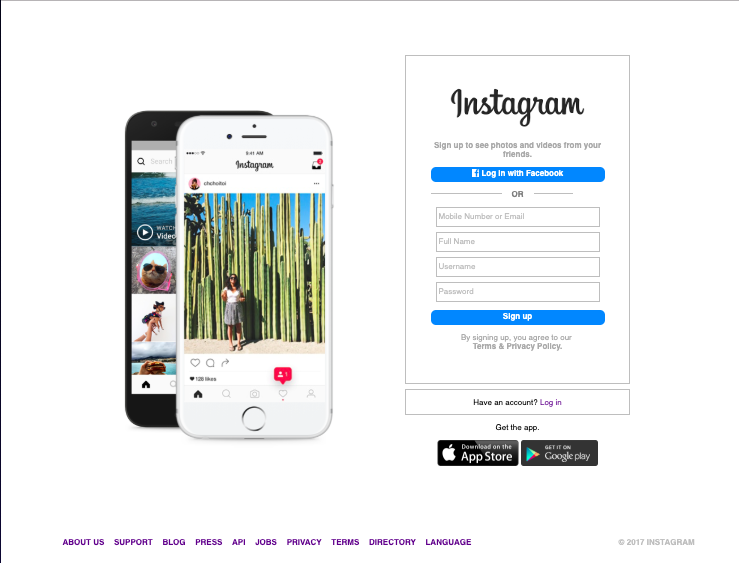 Instagram
Sign up to see photos and videos from your
friends.
Log in with Facebook
OR
Mobile Number or Email
Full Name
Username
Password
Sign up
By signing up, you agree to our
Terms & Privacy Policy.
Have an account? Log in
Get the app.
Download on the
App Store
GET IT ON
Google play
Search
WATCH
Video
9:41 AM
Instagram
2
chcholtoi
1
128 likes
ABOUT US SUPPORT BLOG PRESS API JOBS PRIVACY TERMS DIRECTORY LANGUAGE
© 2017 INSTAGRAM